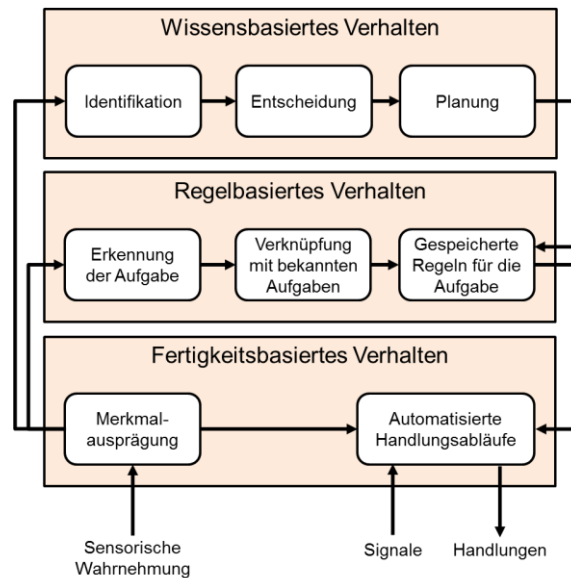 Wissensbasiertes Verhalten
Identifikation
Entscheidung
Planung
Regelbasiertes Verhalten
Erkennung
der Aufgabe
Verknüpfung
mit bekannten
Aufgaben
Gespeicherte
Regeln für die
Aufgabe
Fertigkeitsbasiertes Verhalten
Merkmal-
ausprägung
Automatisierte
Handlungsabläufe
Sensorische
Wahrnehmung
Signale
Handlungen